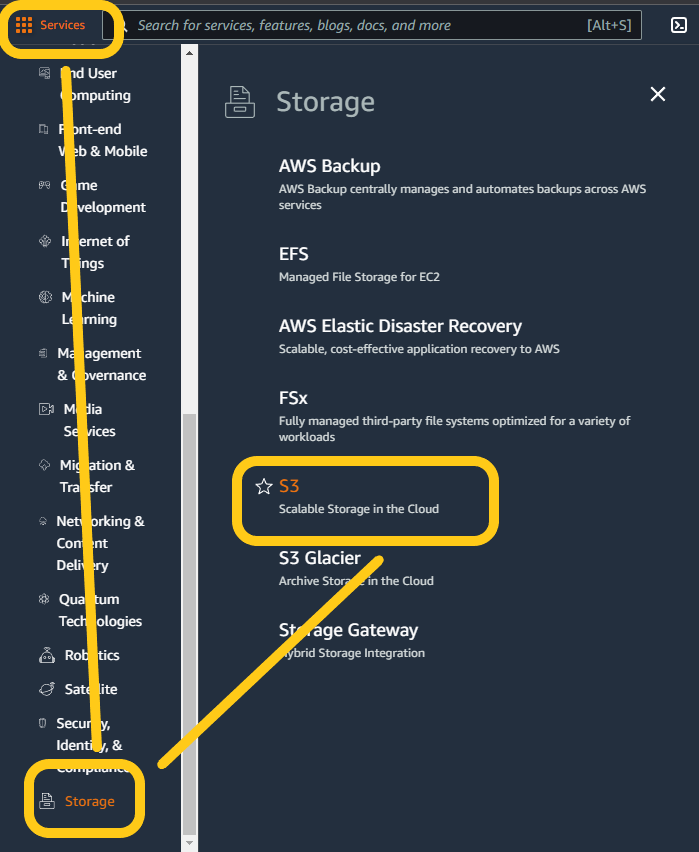 Services
Search for services, features, blogs, docs, and more
[Alt+S]
End User
Computing
Front-end
Web & Mobile
Game
Development
Internet of
Things
Machine
Learning
Management
& Governance
Media
Services
Migration &
Transfer
Networking &
Content
Delivery
Quantum
Technologies
Robotics
Satellite
Security,
Identity, &
Compliance
Storage
Storage
AWS Backup
AWS Backup centrally manages and automates backups across AWS
services
EFS
Managed File Storage for EC2
AWS Elastic Disaster Recovery
Scalable, cost-effective application recovery to AWS
FSx
Fully managed third-party file systems optimized for a variety of
workloads
S3
Scalable Storage in the Cloud
S3 Glacier
Archive Storage in the Cloud
Storage Gateway
Hybrid Storage Integration